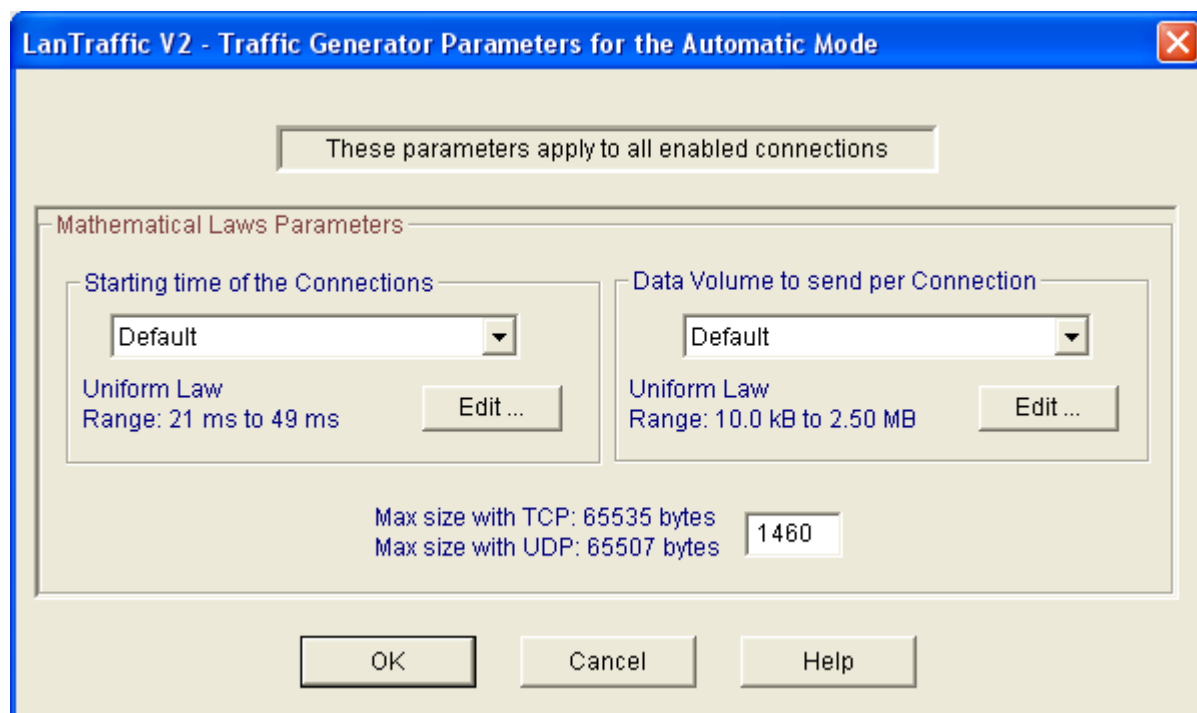 LanTraffic V2 - Traffic Generator Parameters for the Automatic Mode
These parameters apply to all enabled connections
Mathematical Laws Parameters
Starting time of the Connections
Default
Uniform Law
Range: 21 ms to 49 ms
Edit ...
Data Volume to send per Connection
Default
Uniform Law
Range: 10.0 kB to 2.50 MB
Edit ...
Max size with TCP: 65535 bytes
Max size with UDP: 65507 bytes
1460
OK
Cancel
Help